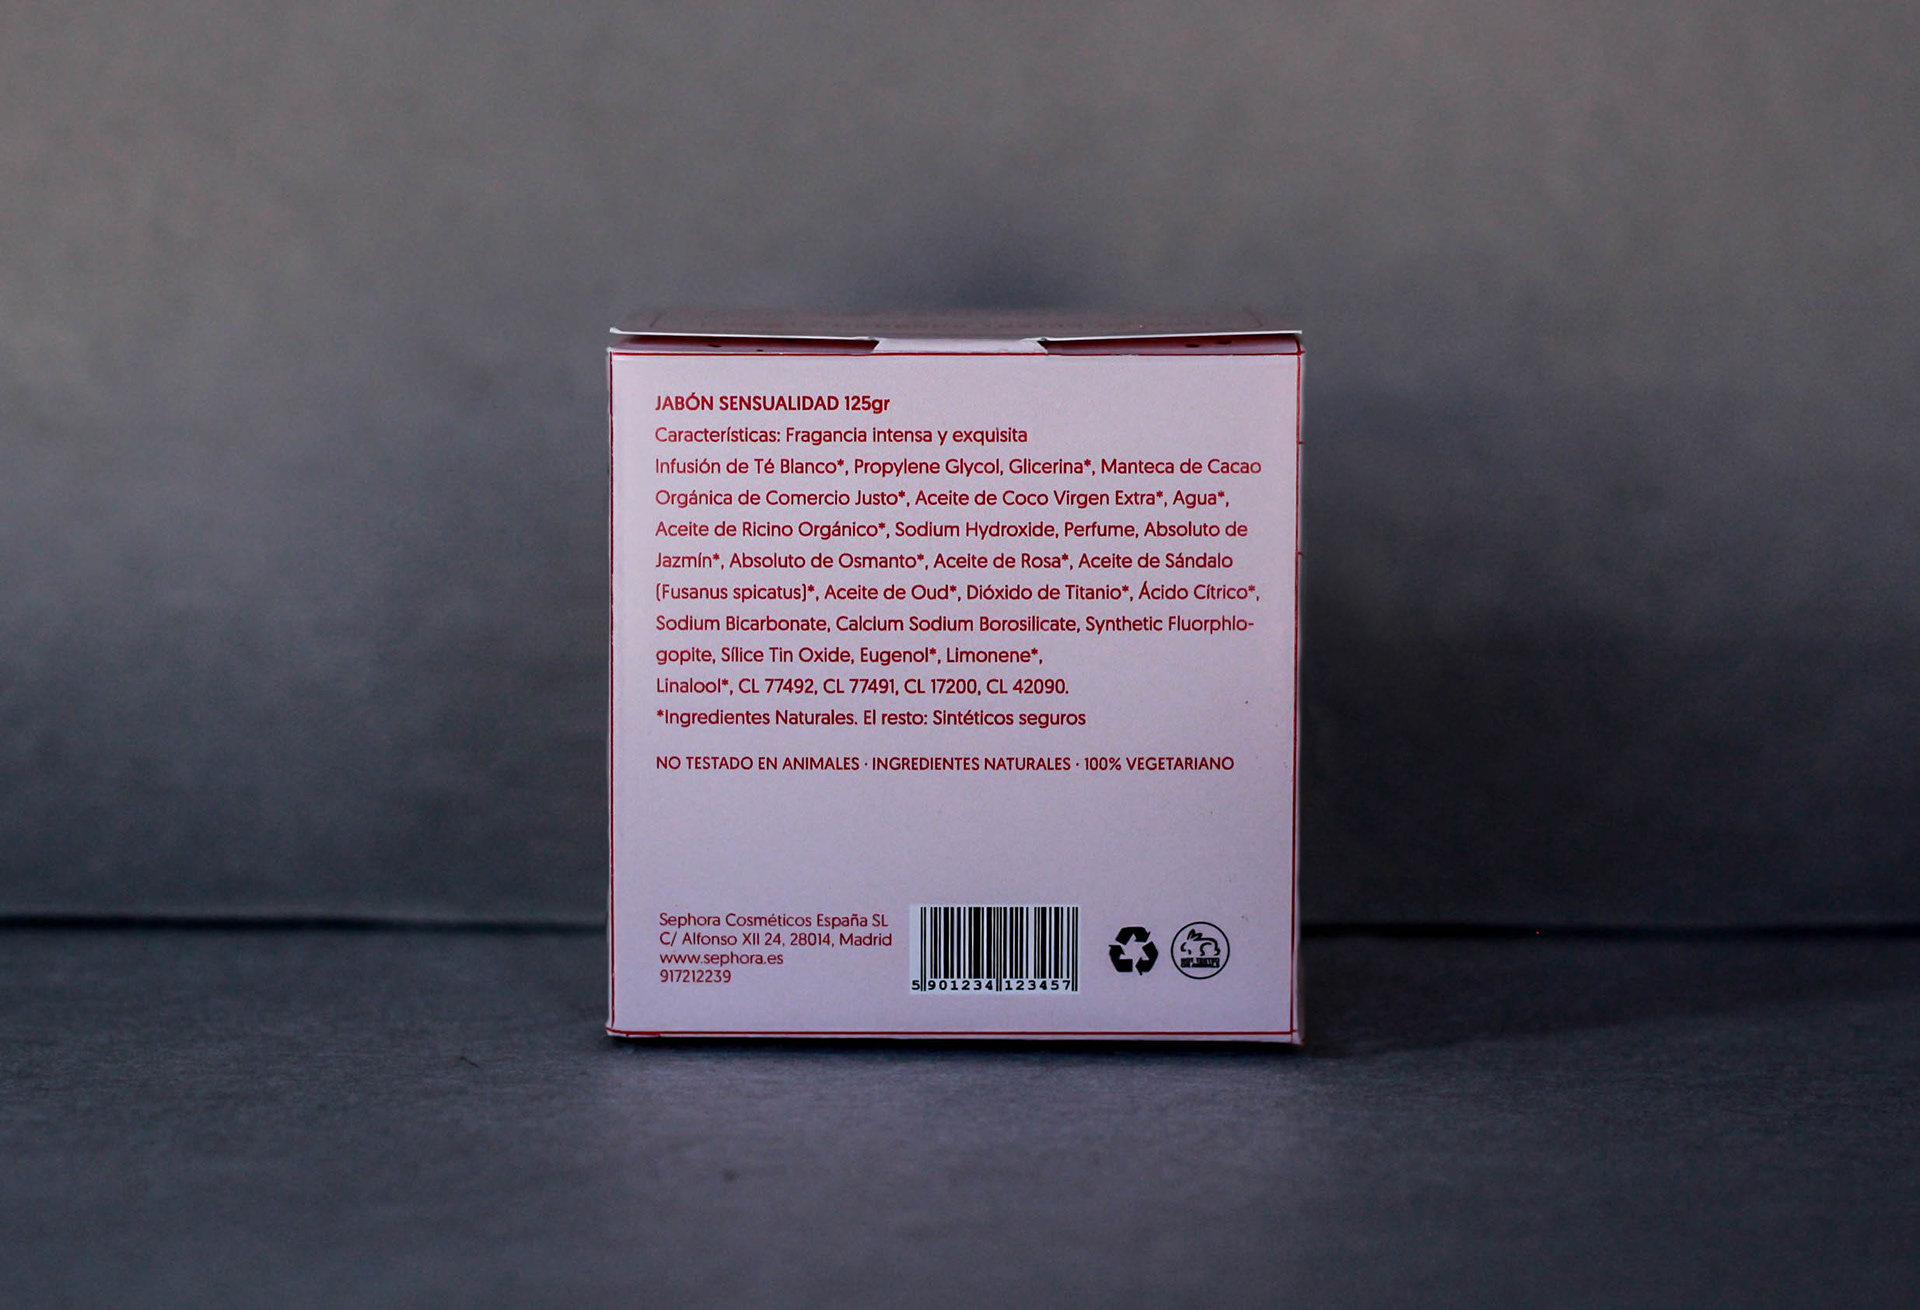 JABÓN SENSUALIDAD 125gr
Características: Fragancia intensa y exquisita
Infusión de Té Blanco*, Propylene Glycol, Glicerina*, Manteca de Cacao
Orgánica de Comercio Justo*, Aceite de Coco Virgen Extra*, Agua*,
Aceite de Ricino Orgánico*, Sodium Hydroxide, Perfume, Absoluto de
Jazmín*, Absoluto de Osmanto*, Aceite de Rosa*, Aceite de Sándalo
(Fusanus spicatus)*, Aceite de Oud*, Dióxido de Titanio*, Ácido Cítrico*,
Sodium Bicarbonate, Calcium Sodium Borosilicate, Synthetic Fluorphlo-
gopite, Sílice Tin Oxide, Eugenol*, Limonene*,
Linalool*, CL 77492, CL 77491, CL 17200, CL 42090.
*Ingredientes Naturales. El resto: Sintéticos seguros
NO TESTADO EN ANIMALES · INGREDIENTES NATURALES · 100% VEGETARIANO
Sephora Cosméticos España SL
C/ Alfonso XII 24, 28014, Madrid
www.sephora.es
917212239
5 901234 123457